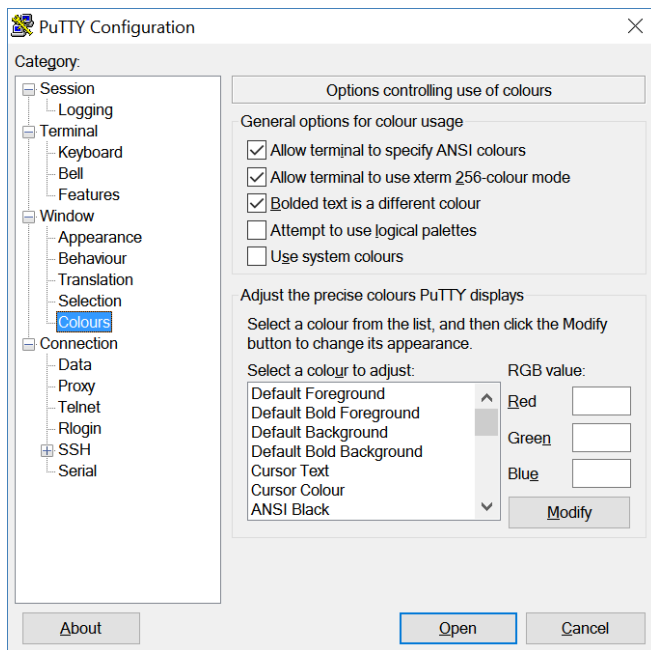 PuTTY Configuration
Category:
Session
Logging
Terminal
Keyboard
Bell
Features
Window
Appearance
Behaviour
Translation
Selection
Colours
Connection
Data
Proxy
Telnet
Rlogin
SSH
Serial
Options controlling use of colours
General options for colour usage
Allow terminal to specify ANSI colours
Allow terminal to use xterm 256-colour mode
Bolded text is a different colour
Attempt to use logical palettes
Use system colours
Adjust the precise colours PuTTY displays
Select a colour from the list, and then click the Modify
button to change its appearance.
Select a colour to adjust:
Default Foreground
Default Bold Foreground
Default Background
Default Bold Background
Cursor Text
Cursor Colour
ANSI Black
RGB value:
Red
Green
Blue
Modify
About
Open
Cancel